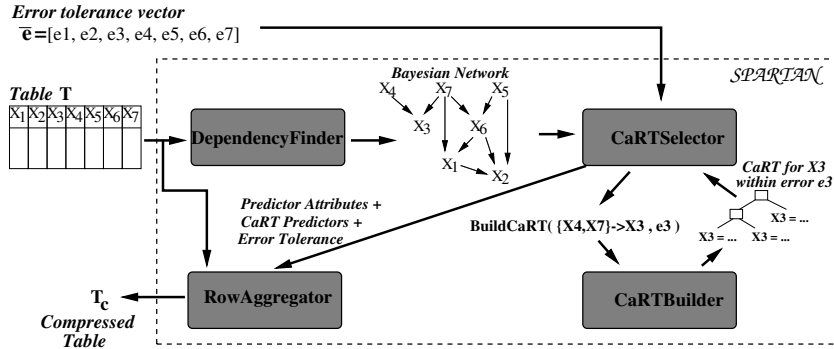 Error tolerance vector
e=[e1, e2, e3, e4, e5, e6, e7]
SPARTAN
Table T
X1 X2 X3 X4 X5 X6 X7
DependencyFinder
Bayesian Network
X4 X7 X5
X3 X6
X1
X2
CaRTSelector
CaRT for X3
within error e3
X3 = ...
X3 = ... X3 = ...
Predictor Attributes +
CaRT Predictors +
Error Tolerance
BuildCaRT( {X4,X7}->X3 , e3 )
RowAggregator
CaRTBuilder
Tc
Compressed
Table